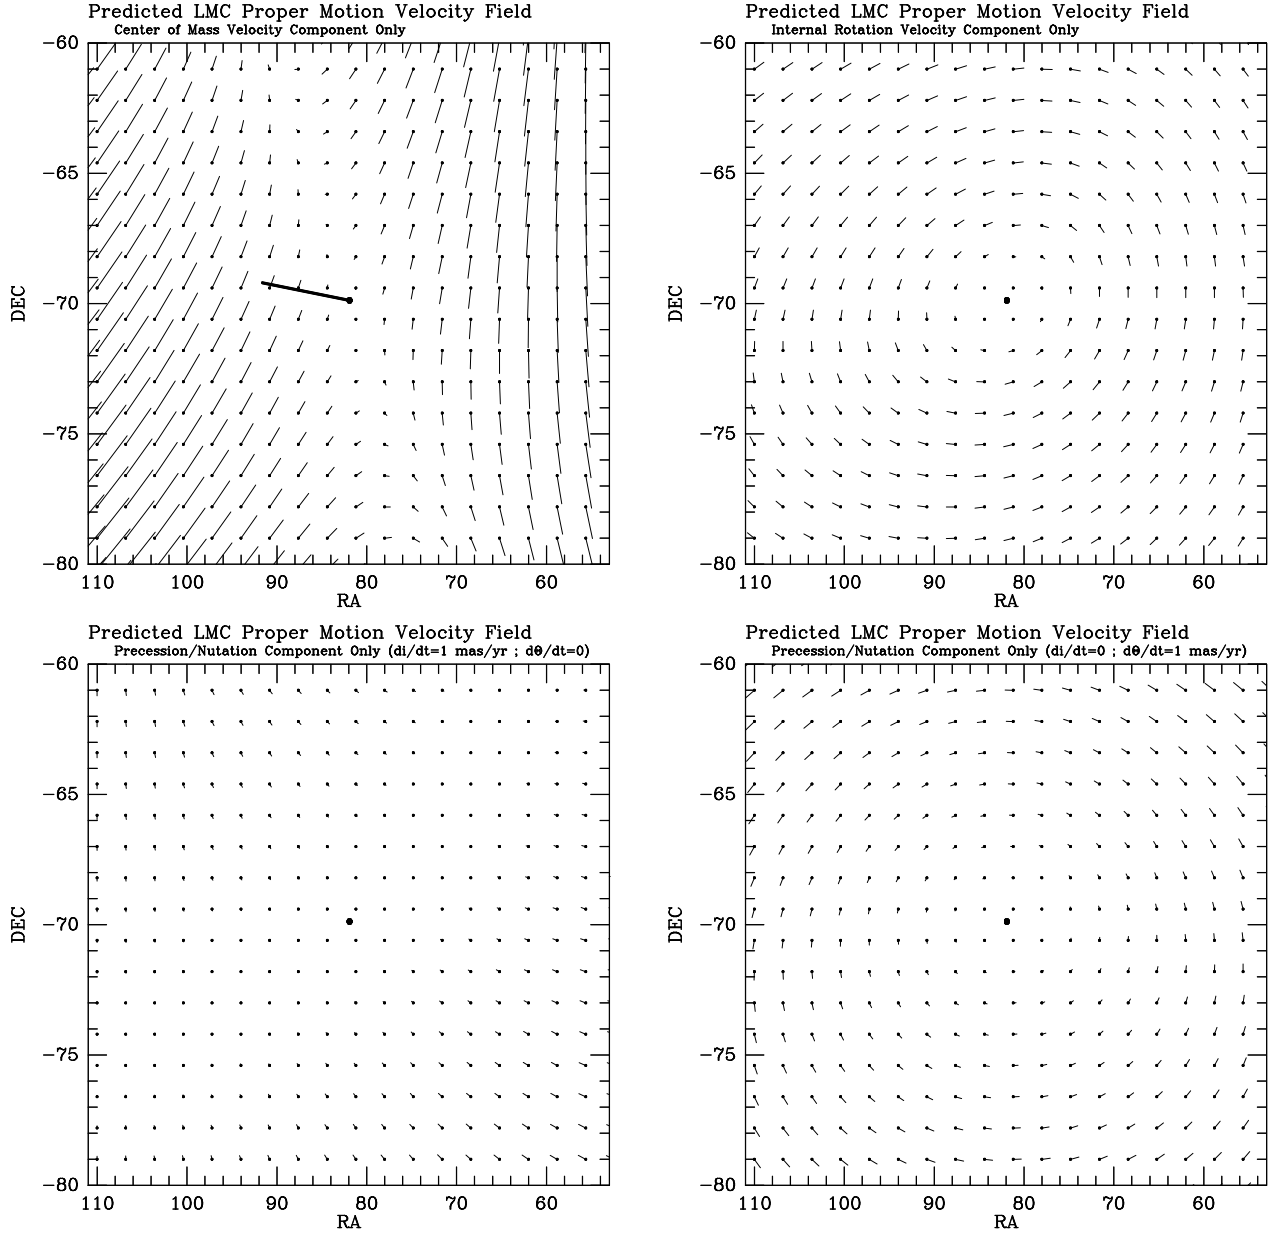 Predicted LMC Proper Motion Velocity Field
Center of Mass Velocity Component Only
−60
−65
−70
−75
−80
DEC
110 100 90 80 70 60
RA
Predicted LMC Proper Motion Velocity Field
Internal Rotation Velocity Component Only
−60
−65
−70
−75
−80
DEC
110 100 90 80 70 60
RA
Predicted LMC Proper Motion Velocity Field
Precession/Nutation Component Only (di/dt=1 mas/yr ; dθ/dt=0)
−60
−65
−70
−75
−80
DEC
110 100 90 80 70 60
RA
Predicted LMC Proper Motion Velocity Field
Precession/Nutation Component Only (di/dt=0 ; dθ/dt=1 mas/yr)
−60
−65
−70
−75
−80
DEC
110 100 90 80 70 60
RA